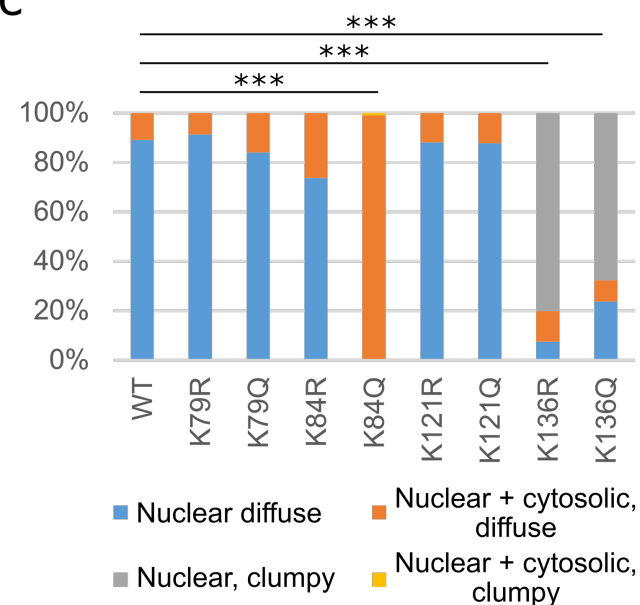 C
***
***
***
100%
80%
60%
40%
20%
0%
WT
K79R
K79Q
K84R
K84Q
K121R
K121Q
K136R
K136Q
Nuclear diffuse
Nuclear + cytosolic,
diffuse
Nuclear, clumpy
Nuclear + cytosolic,
clumpy